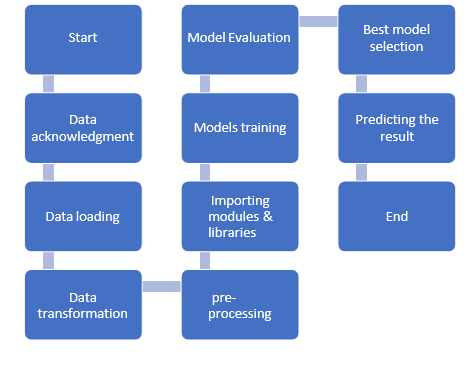 Start
Data
acknowledgment
Data loading
Data
transformation
pre-
processing
Importing
modules &
libraries
Models training
Model Evaluation
Best model
selection
Predicting the
result
End